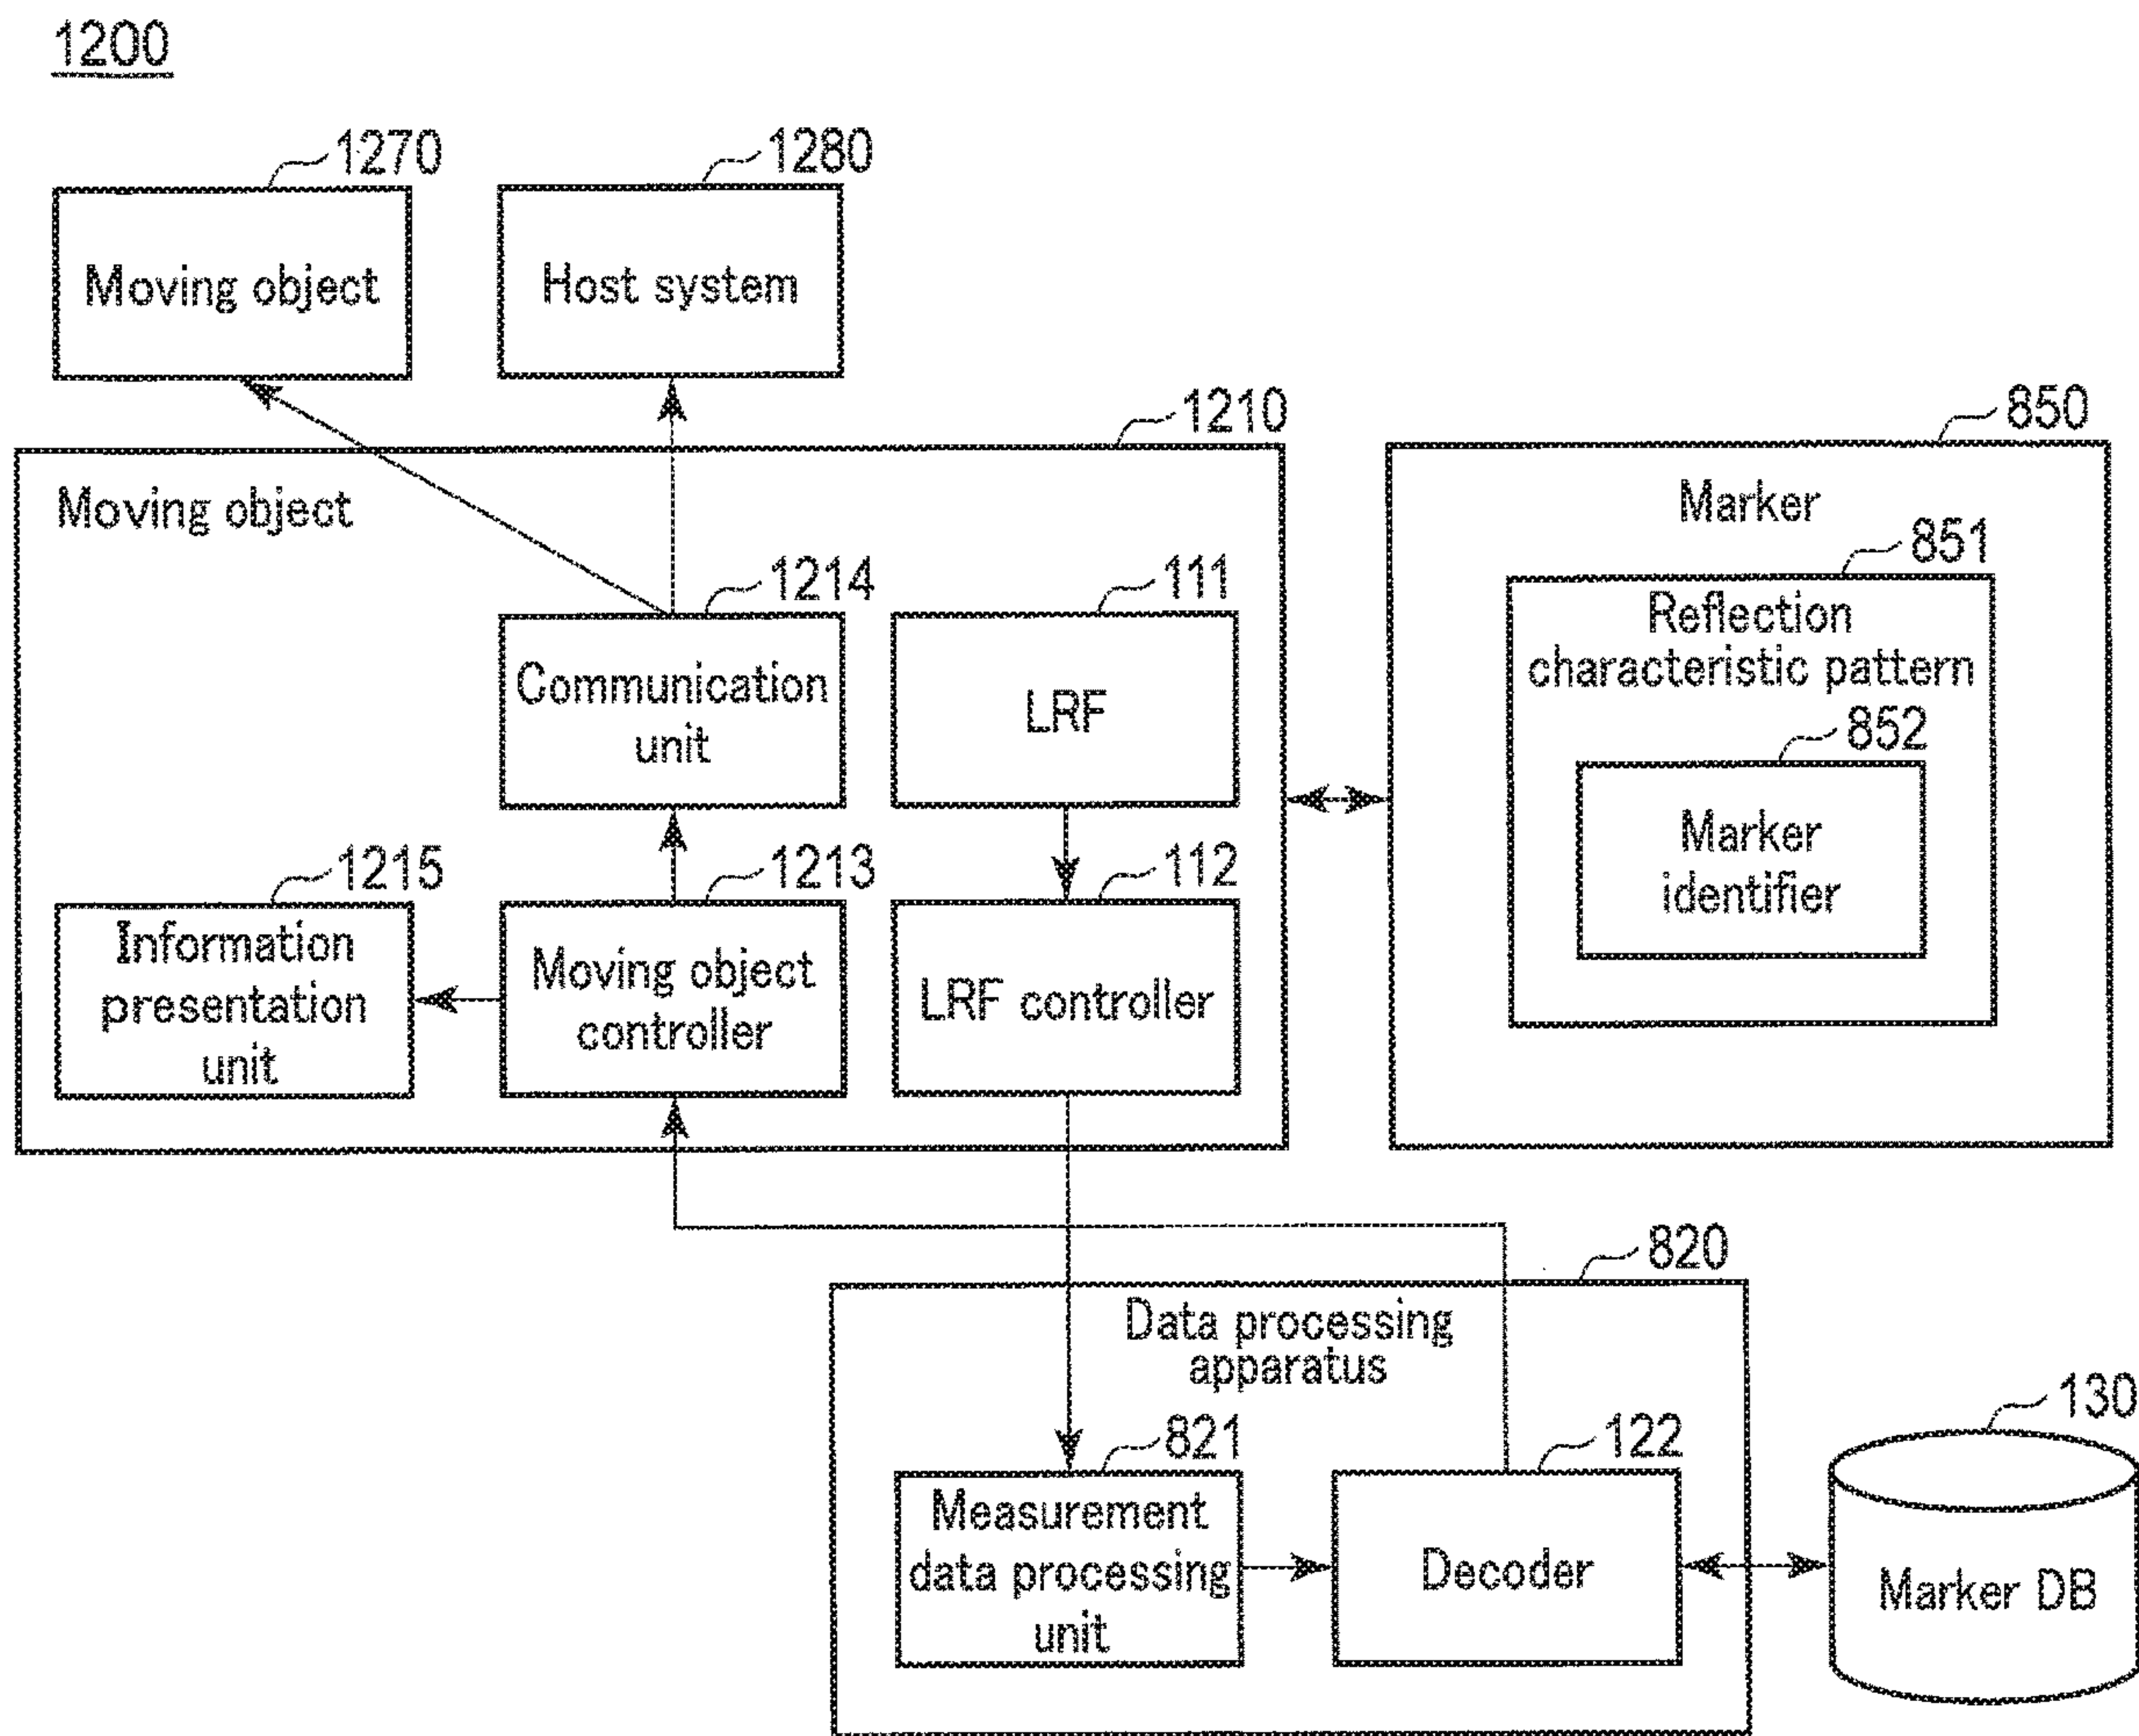 1200
1270
1280
Moving object
Host system
1210
850
Moving object
Marker
1214
111
851
Communication
unit
LRF
Reflection
characteristic pattern
852
Marker
identifier
1215
1213
112
Information
presentation
unit
Moving object
controller
LRF controller
820
Data processing
apparatus
821
122
130
Measurement
data processing
unit
Decoder
Marker DB